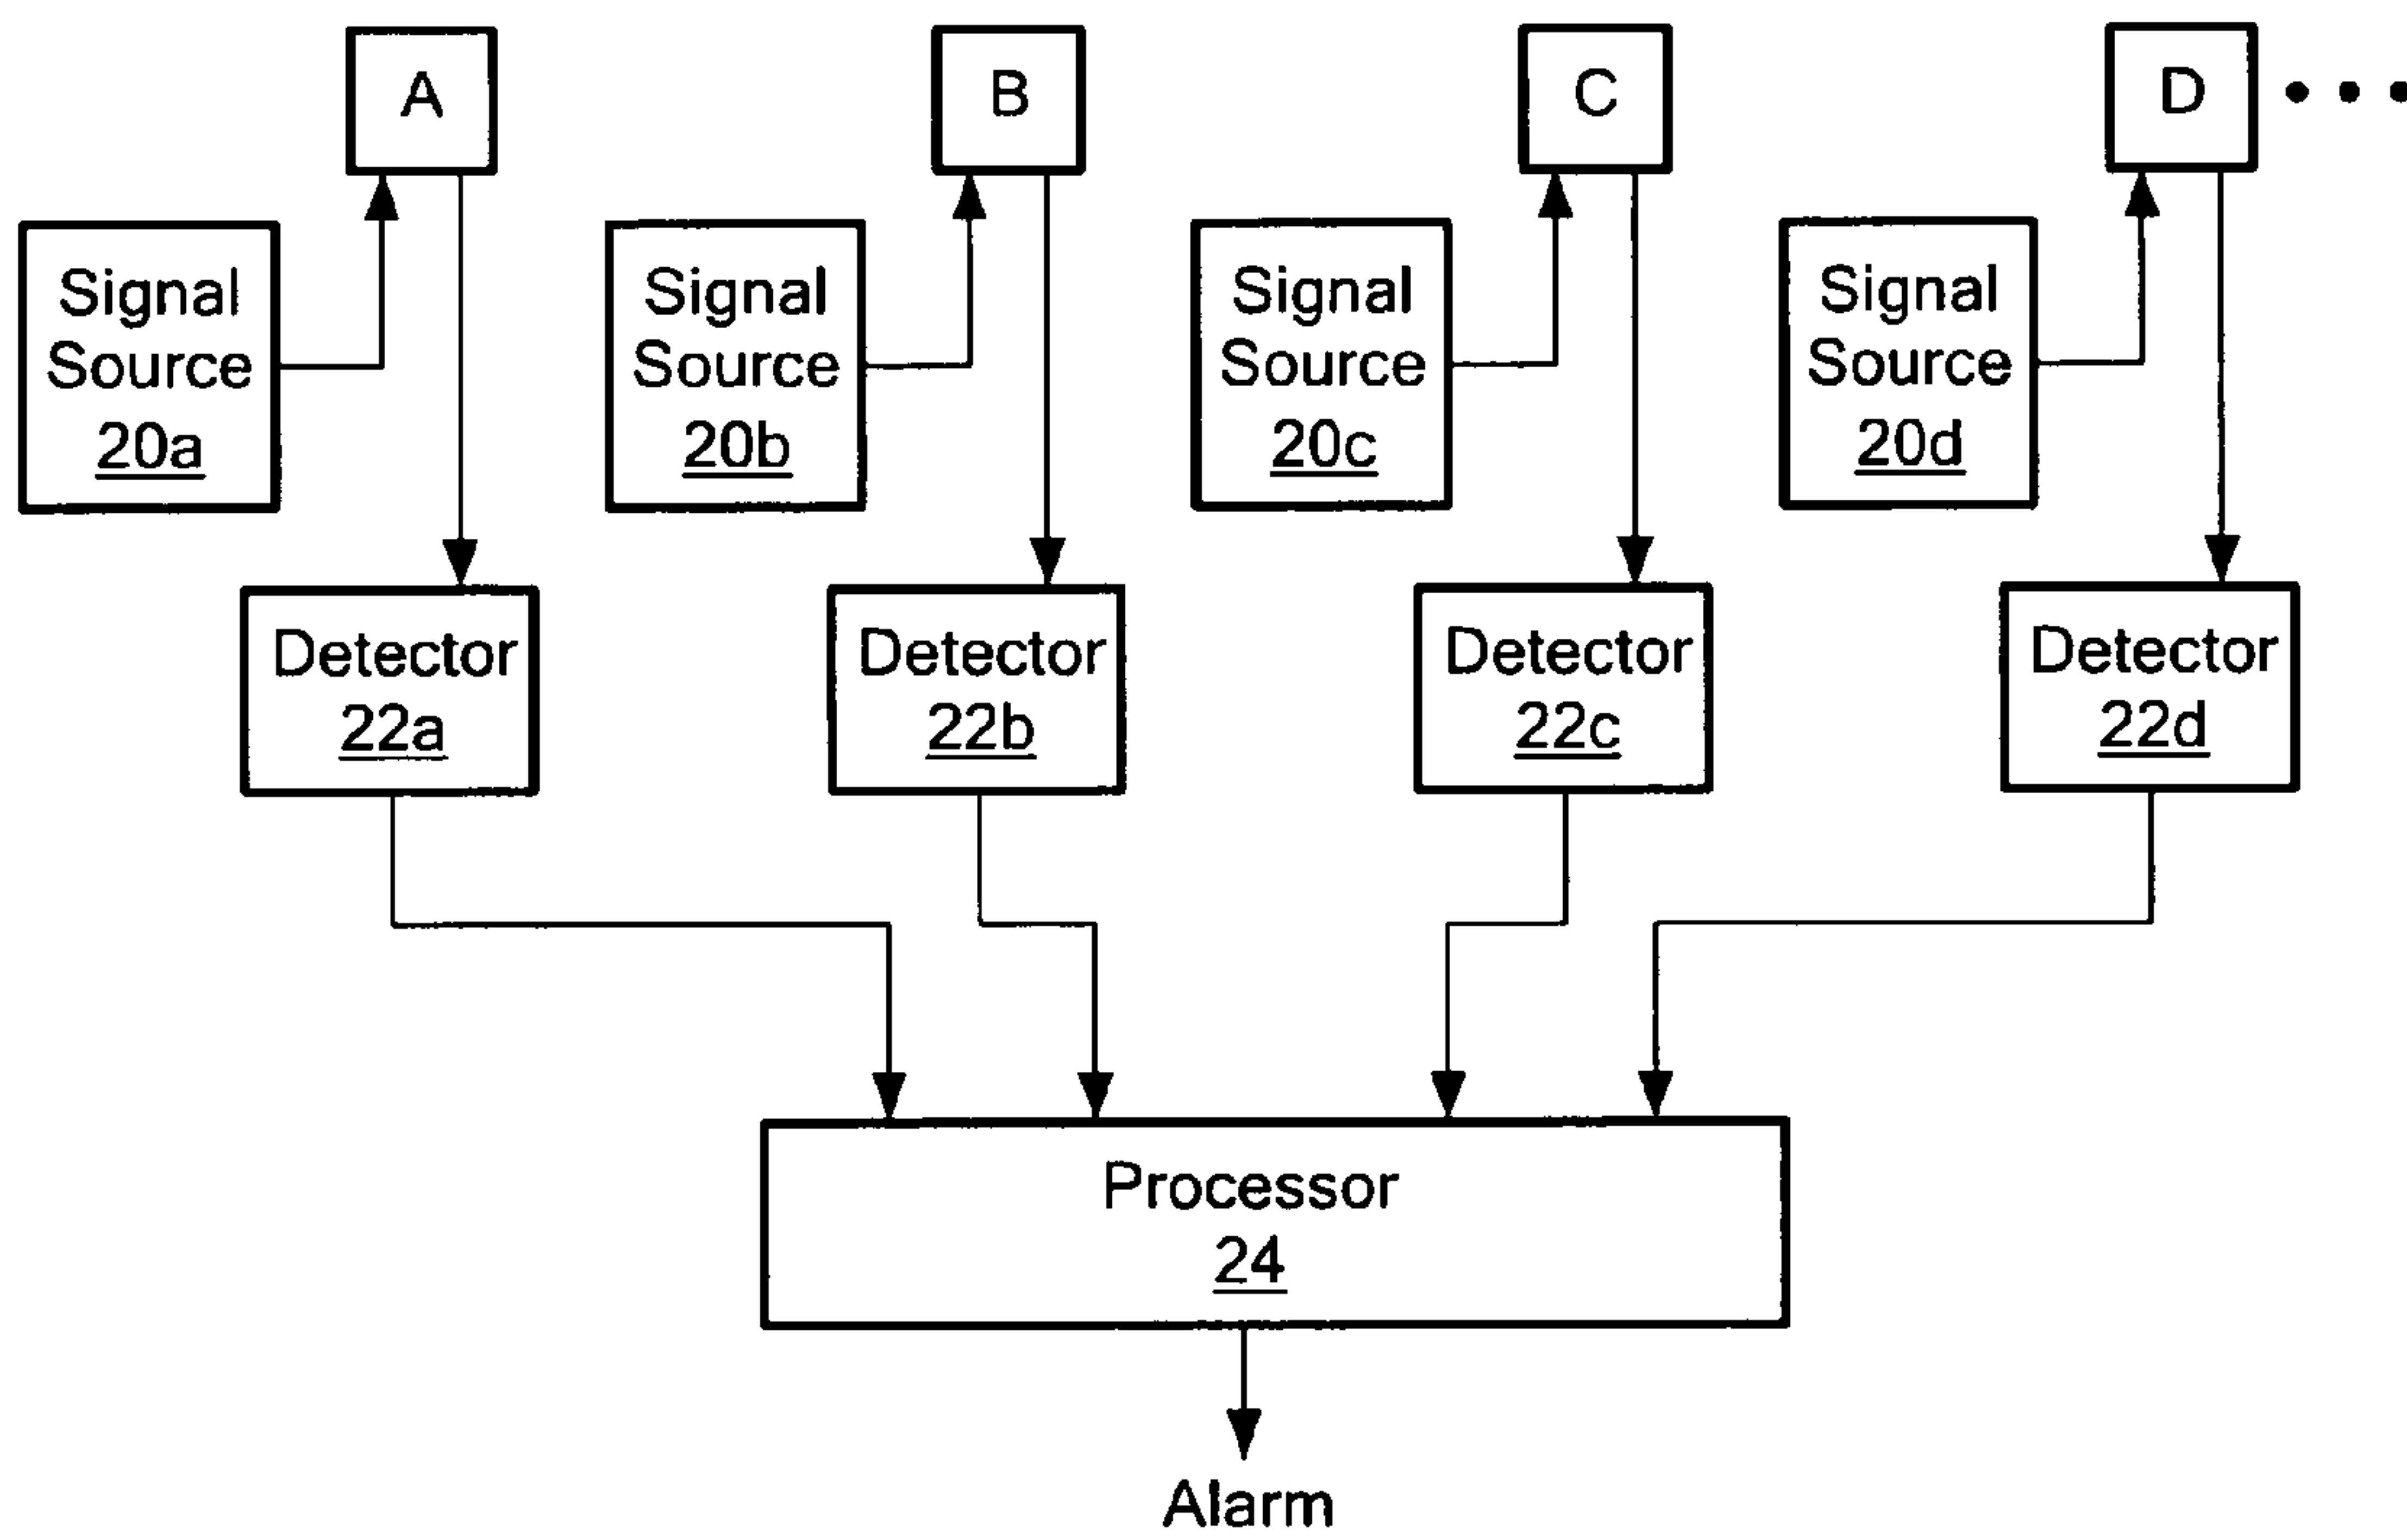 A
B
C
D
Signal
Source
20a
Signal
Source
20b
Signal
Source
20c
Signal
Source
20d
Detector
22a
Detector
22b
Detector
22c
Detector
22d
Processor
24
Alarm